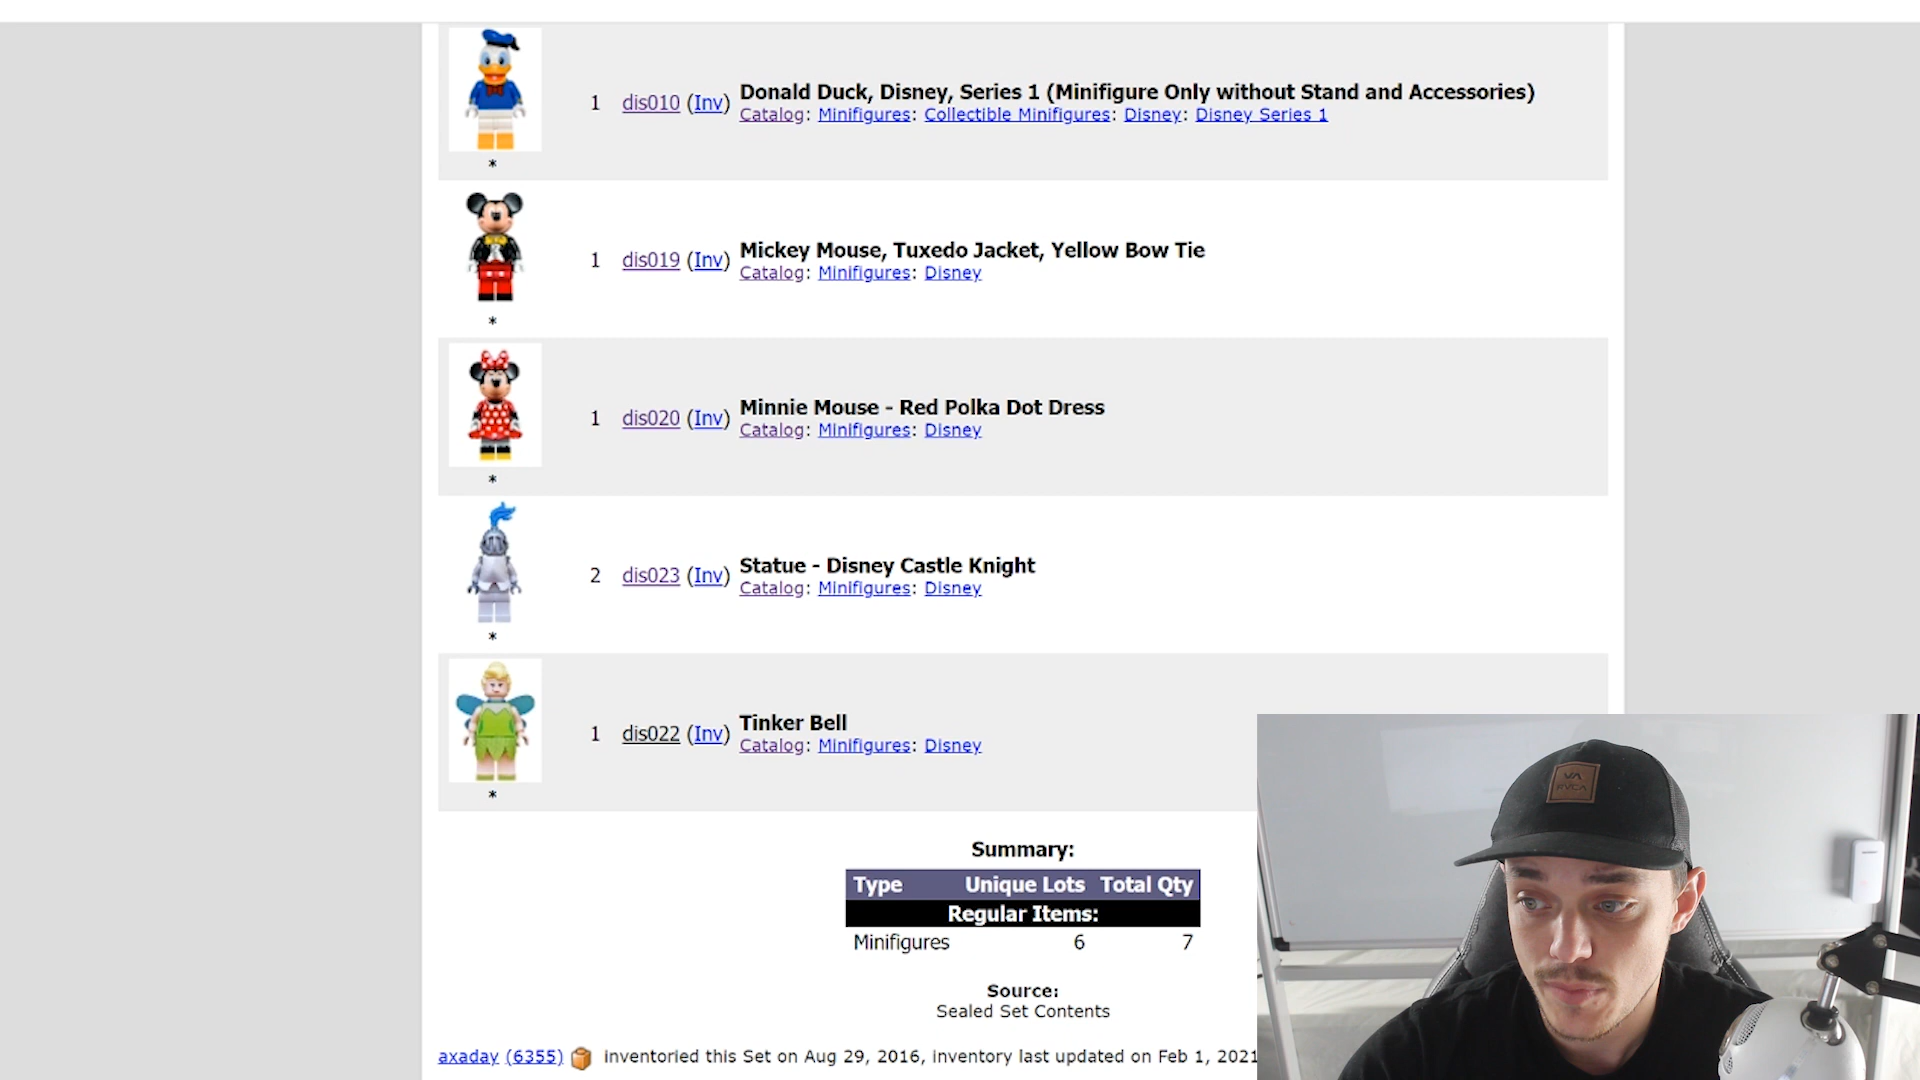 1 dis010 (Inv) Donald Duck, Disney, Series 1 (Minifigure Only without Stand and Accessories)
Catalog: Minifigures: Collectible Minifigures: Disney: Disney Series 1
*
1 dis019 (Inv) Mickey Mouse, Tuxedo Jacket, Yellow Bow Tie
Catalog: Minifigures: Disney
*
1 dis020 (Inv) Minnie Mouse - Red Polka Dot Dress
Catalog: Minifigures: Disney
*
2 dis023 (Inv) Statue - Disney Castle Knight
Catalog: Minifigures: Disney
*
1 dis022 (Inv) Tinker Bell
Catalog: Minifigures: Disney
*
Summary:
Type Unique Lots Total Qty
Regular Items:
Minifigures 6 7
Source:
Sealed Set Contents
axaday (6355) inventoried this Set on Aug 29, 2016, inventory last updated on Feb 1, 2021
VA
RVCA